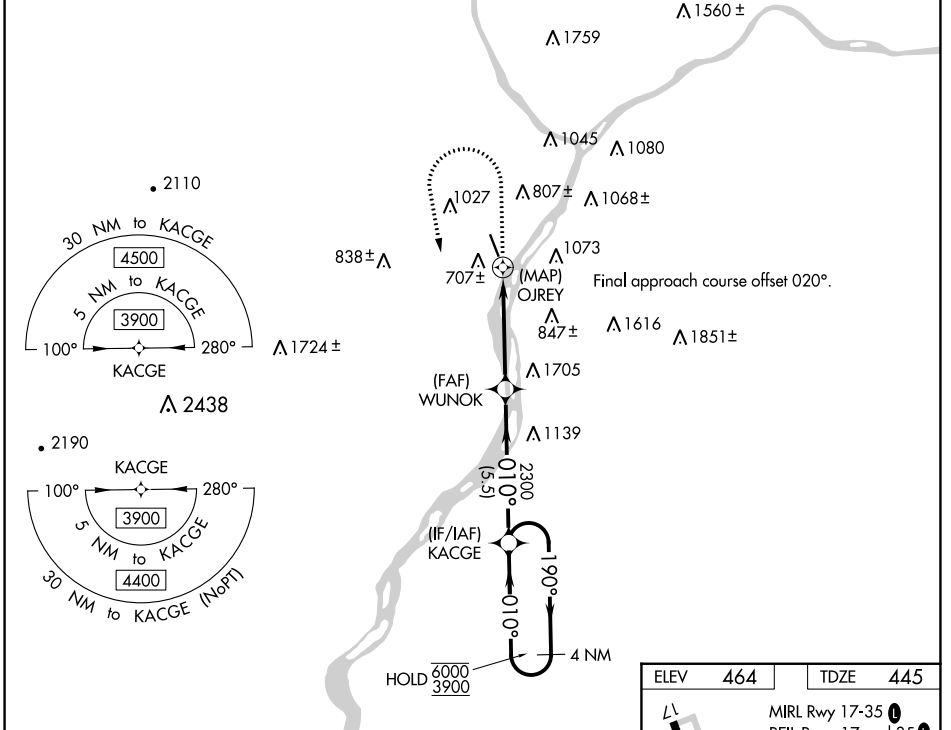 1560 ±
1759
1045
1080
2110
1027
807±
1068±
30 NM to KACGE
4500
5 NM to KACGE
3900
100°
280°
KACGE
838±
707±
1073
(MAP)
OJREY
Final approach course offset 020°.
847±
1616
1851±
1724±
(FAF)
WUNOK
1705
2438
2190
1139
KACGE
100°
280°
3900
5 NM to KACGE
4400
30 NM to KACGE (NoPT)
010°
2300
(5.5)
(IF/IAF)
KACGE
190°
010°
4 NM
HOLD 6000
3900
ELEV 464
TDZE 445
17
MIRL Rwy 17-35 L